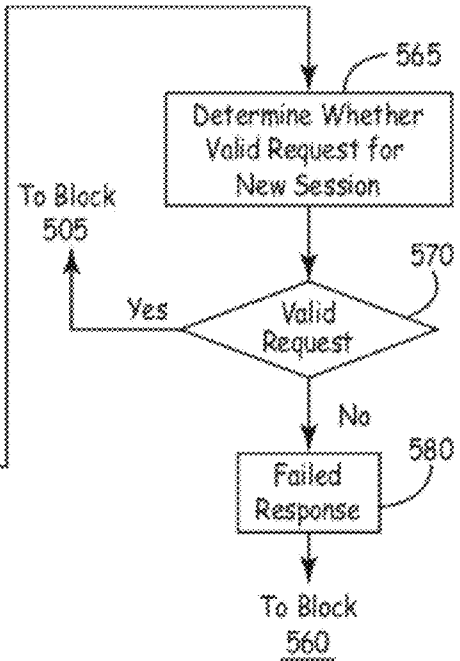 565
Determine Whether
Valid Request for
New Session
To Block
505
570
Yes
Valid
Request
No
580
Failed
Response
To Block
560